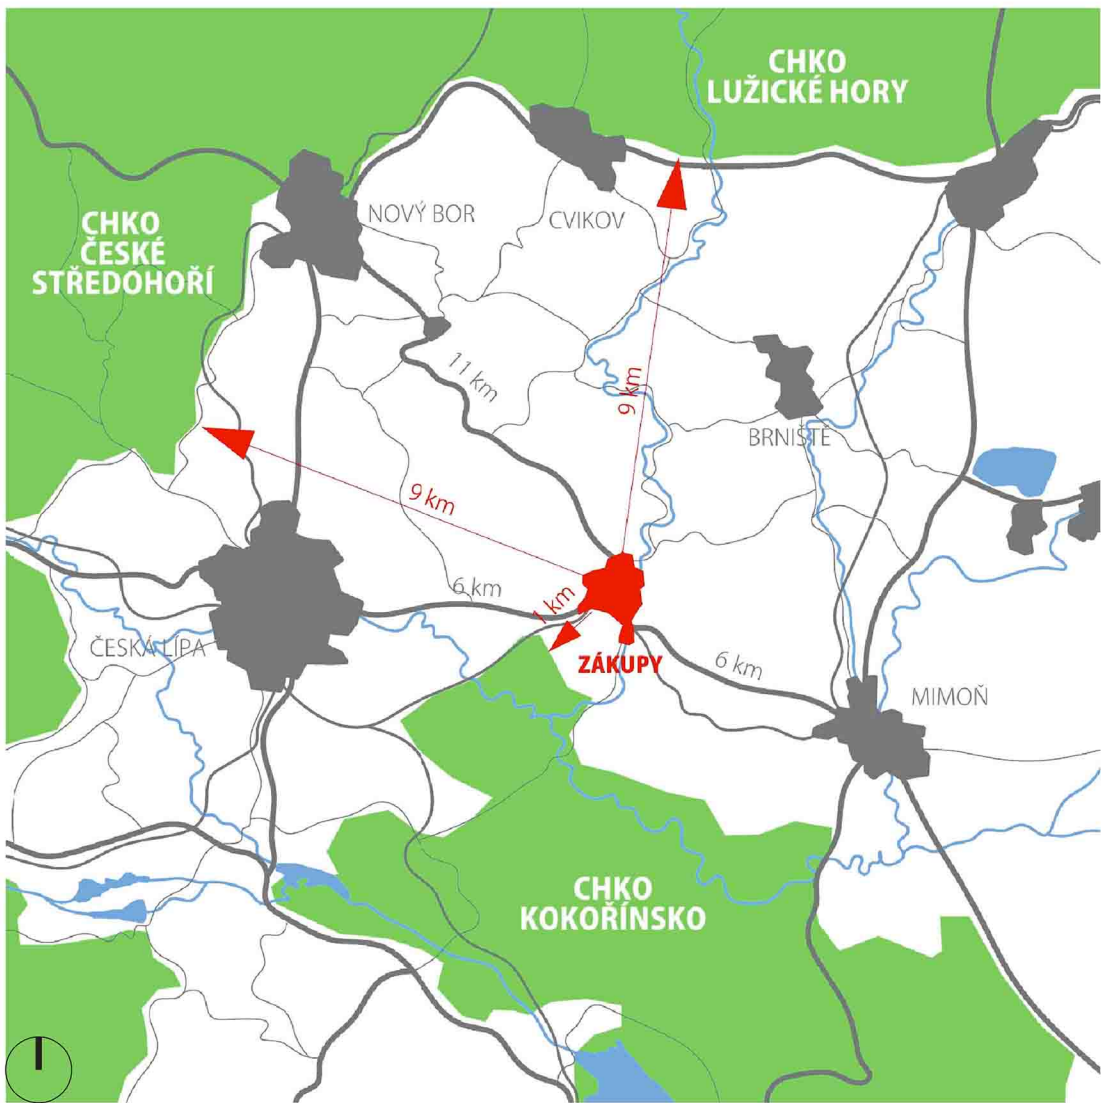 CHKO
LUŽICKÉ HORY
CHKO
ČESKÉ
STŘEDOHOŘÍ
NOVÝ BOR
CVIKOV
11 km
9 km
BRNIŠTĚ
9 km
6 km
1 km
ČESKÁ LÍPA
ZÁKUPY
6 km
MIMOŇ
CHKO
KOKOŘÍNSKO